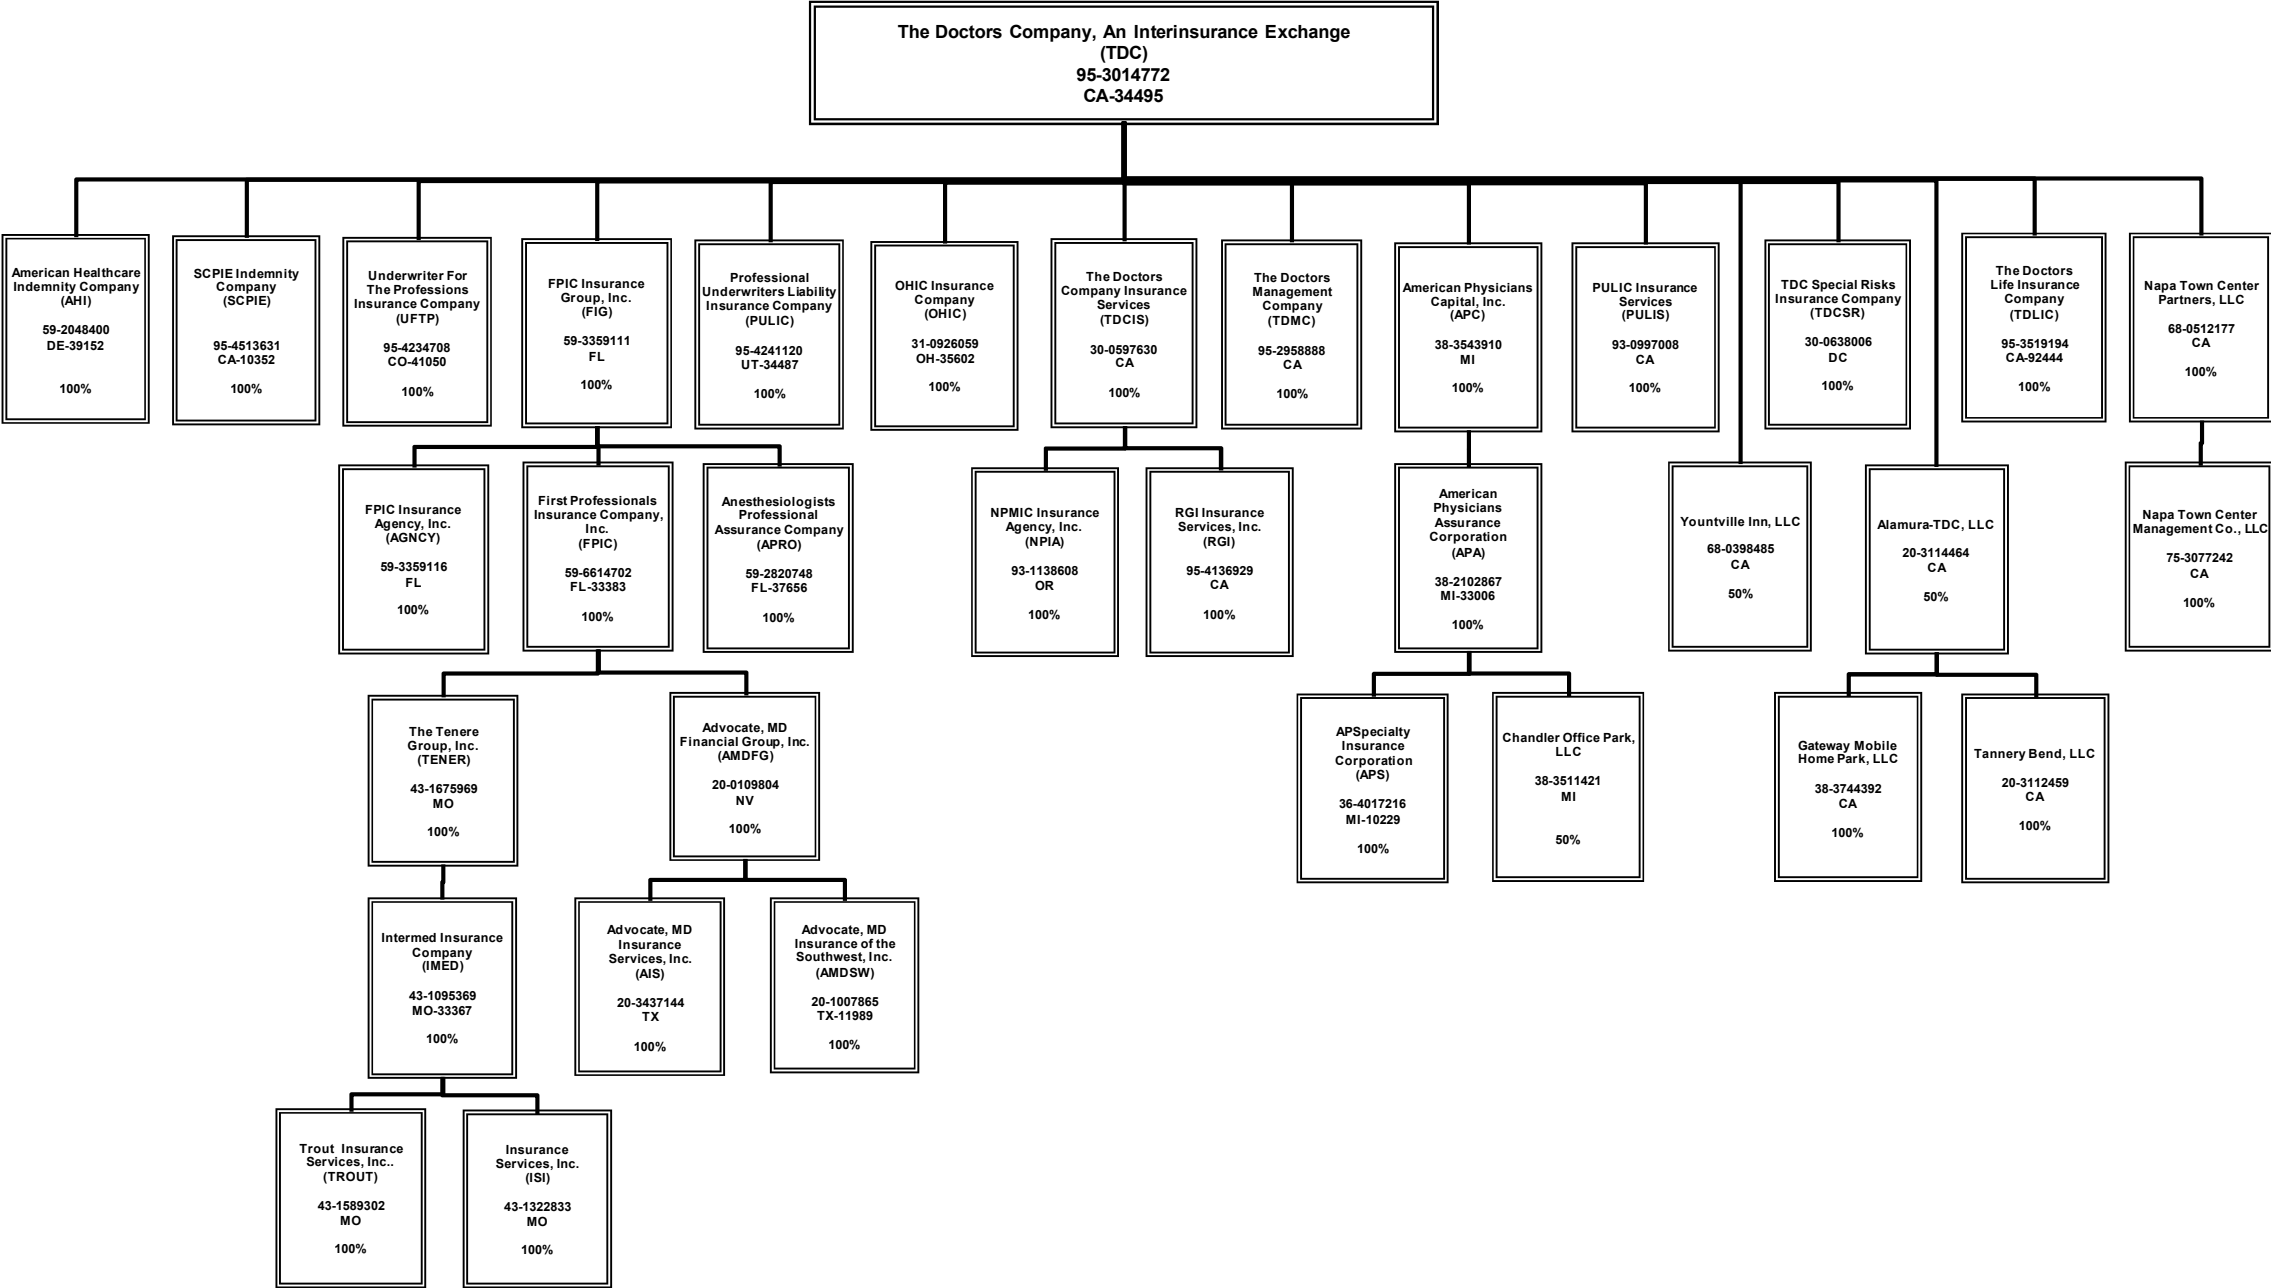 The Doctors Company, An Interinsurance Exchange
(TDC)
95-3014772
CA-34495
American Healthcare
Indemnity Company
(AHI)
59-2048400
DE-39152
100%
SCPIE Indemnity
Company
(SCPIE)
95-4513631
CA-10352
100%
Underwriter For
The Professions
Insurance Company
(UFTP)
95-4234708
CO-41050
100%
FPIC Insurance
Group, Inc.
(FIG)
59-3359111
FL
100%
Professional
Underwriters Liability
Insurance Company
(PULIC)
95-4241120
UT-34487
100%
OHIC Insurance
Company
(OHIC)
31-0926059
OH-35602
100%
The Doctors
Company Insurance
Services
(TDCIS)
30-0597630
CA
100%
The Doctors
Management
Company
(TDMC)
95-2958888
CA
100%
American Physicians
Capital, Inc.
(APC)
38-3543910
MI
100%
PULIC Insurance
Services
(PULIS)
93-0997008
CA
100%
TDC Special Risks
Insurance Company
(TDCSR)
30-0638006
DC
100%
The Doctors
Life Insurance
Company
(TDLIC)
95-3519194
CA-92444
100%
Napa Town Center
Partners, LLC
68-0512177
CA
100%
FPIC Insurance
Agency, Inc.
(AGNCY)
59-3359116
FL
100%
First Professionals
Insurance Company,
Inc.
(FPIC)
59-6614702
FL-33383
100%
Anesthesiologists
Professional
Assurance Company
(APRO)
59-2820748
FL-37656
100%
NPMIC Insurance
Agency, Inc.
(NPIA)
93-1138608
OR
100%
RGI Insurance
Services, Inc.
(RGI)
95-4136929
CA
100%
American
Physicians
Assurance
Corporation
(APA)
38-2102867
MI-33006
100%
Yountville Inn, LLC
68-0398485
CA
50%
Alamura-TDC, LLC
20-3114464
CA
50%
Napa Town Center
Management Co., LLC
75-3077242
CA
100%
The Tenere
Group, Inc.
(TENER)
43-1675969
MO
100%
Advocate, MD
Financial Group, Inc.
(AMDFG)
20-0109804
NV
100%
APSpecialty
Insurance
Corporation
(APS)
36-4017216
MI-10229
100%
Chandler Office Park,
LLC
38-3511421
MI
50%
Gateway Mobile
Home Park, LLC
38-3744392
CA
100%
Tannery Bend, LLC
20-3112459
CA
100%
Intermed Insurance
Company
(IMED)
43-1095369
MO-33367
100%
Advocate, MD
Insurance
Services, Inc.
(AIS)
20-3437144
TX
100%
Advocate, MD
Insurance of the
Southwest, Inc.
(AMDSW)
20-1007865
TX-11989
100%
Trout Insurance
Services, Inc..
(TROUT)
43-1589302
MO
100%
Insurance
Services, Inc.
(ISI)
43-1322833
MO
100%